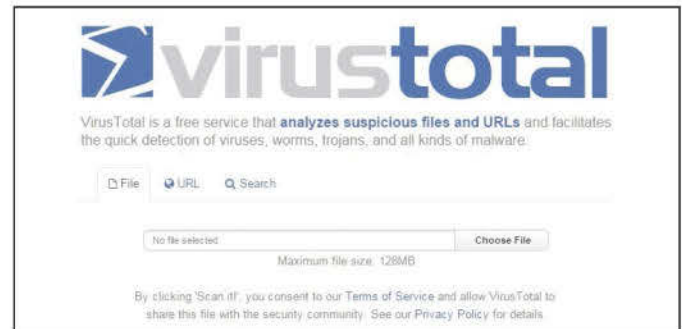 virustotal
VirusTotal is a free service that analyzes suspicious files and URLs and facilitates
the quick detection of viruses, worms, trojans, and all kinds of malware.
File URL Search
No file selected Choose File
Maximum file size: 128MB
By clicking 'Scan it!', you consent to our Terms of Service and allow VirusTotal to
share this file with the security community. See our Privacy Policy for details.